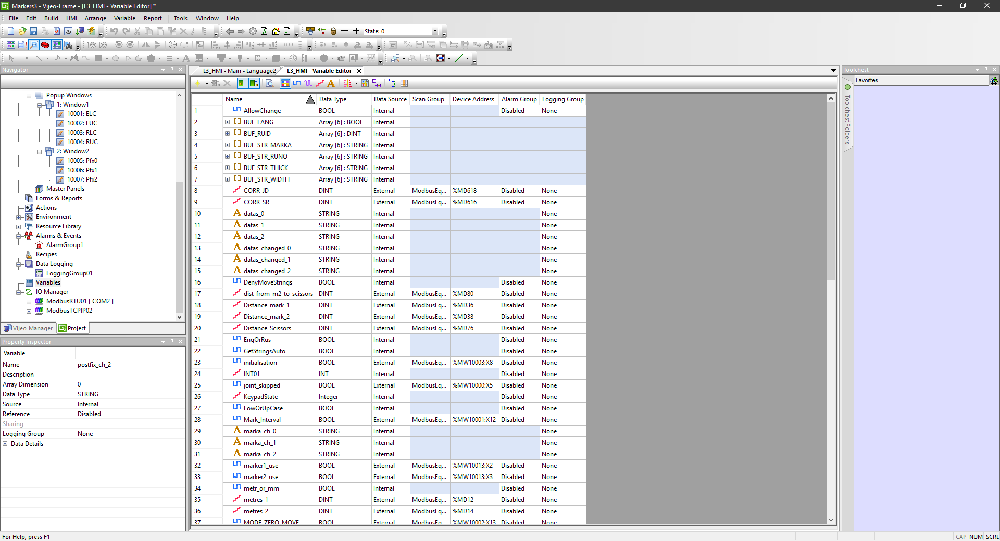 Markers3 - Vijeo-Frame - [L3_HMI - Variable Editor] *
File Edit Build HMI Arrange Variable Report Tools Window Help
State: 0
Navigator
Popup Windows
1: Window1
10001: ELC
10002: EUC
10003: RLC
10004: RUC
2: Window2
10005: Pfx0
10006: Pfx1
10007: Pfx2
Master Panels
Forms & Reports
Actions
Environment
Resource Library
Alarms & Events
AlarmGroup1
Recipes
Data Logging
LoggingGroup01
Variables
IO Manager
ModbusRTU01 [ COM2 ]
ModbusTCPIP02
Vijeo-Manager Project
Property Inspector
Variable
Name postfix_ch_2
Description
Array Dimension 0
Data Type STRING
Source Internal
Reference Disabled
Sharing
Logging Group None
Data Details
L3_HMI - Main - Language2 L3_HMI - Variable Editor
Name Data Type Data Source Scan Group Device Address Alarm Group Logging Group
1 AllowChange BOOL Internal Disabled None
2 BUF_LANG Array [6] : BOOL Internal
3 BUF_RUID Array [6] : DINT Internal
4 BUF_STR_MARKA Array [6] : STRING Internal
5 BUF_STR_RUNO Array [6] : STRING Internal
6 BUF_STR_THICK Array [6] : STRING Internal
7 BUF_STR_WIDTH Array [6] : STRING Internal
8 CORR_JD DINT External ModbusEq... %MD618 Disabled None
9 CORR_SR DINT External ModbusEq... %MD616 Disabled None
10 datas_0 STRING Internal None
11 datas_1 STRING Internal None
12 datas_2 STRING Internal None
13 datas_changed_0 STRING Internal None
14 datas_changed_1 STRING Internal None
15 datas_changed_2 STRING Internal None
16 DenyMoveStrings BOOL Internal Disabled None
17 dist_from_m2_to_scissors DINT External ModbusEq... %MD80 Disabled None
18 Distance_mark_1 DINT External ModbusEq... %MD36 Disabled None
19 Distance_mark_2 DINT External ModbusEq... %MD38 Disabled None
20 Distance_Scissors DINT External ModbusEq... %MD76 Disabled None
21 EngOrRus BOOL Internal Disabled None
22 GetStringsAuto BOOL Internal Disabled None
23 initialisation BOOL External ModbusEq... %MW10003:X8 Disabled None
24 INT01 INT Internal Disabled None
25 joint_skipped BOOL External ModbusEq... %MW10000:X5 Disabled None
26 KeypadState Integer Internal Disabled None
27 LowOrUpCase BOOL Internal Disabled None
28 Mark_Interval BOOL External ModbusEq... %MW10001:X12 Disabled None
29 marka_ch_0 STRING Internal None
30 marka_ch_1 STRING Internal None
31 marka_ch_2 STRING Internal None
32 marker1_use BOOL External ModbusEq... %MW10013:X2 Disabled None
33 marker2_use BOOL External ModbusEq... %MW10013:X3 Disabled None
34 metr_or_mm BOOL Internal Disabled None
35 metres_1 DINT External ModbusEq... %MD12 Disabled None
36 metres_2 DINT External ModbusEq... %MD14 Disabled None
37 MODE_ZERO_MOVE BOOL External ModbusEq... %MW10002:X13 Disabled None
Toolchest
Favorites
Toolchest Folders
For Help, press F1
CAP NUM SCRL